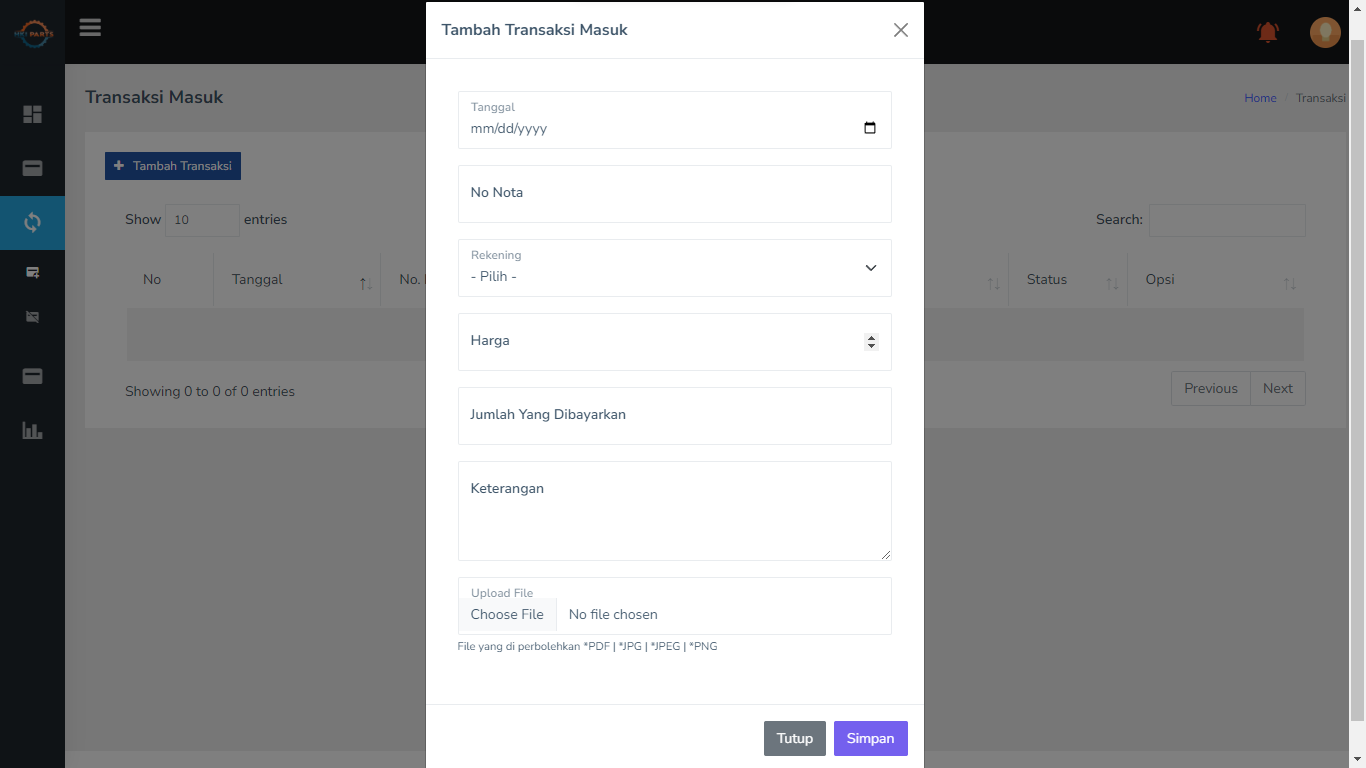 Tambah Transaksi Masuk
Transaksi Masuk
Home / Transaksi
+ Tambah Transaksi
Show 10 entries
Search:
No Tanggal No. Status Opsi
Showing 0 to 0 of 0 entries
Previous Next
Tanggal
mm/dd/yyyy
No Nota
Rekening
- Pilih -
Harga
Jumlah Yang Dibayarkan
Keterangan
Upload File
Choose File No file chosen
File yang di perbolehkan *PDF | *JPG | *JPEG | *PNG
Tutup Simpan